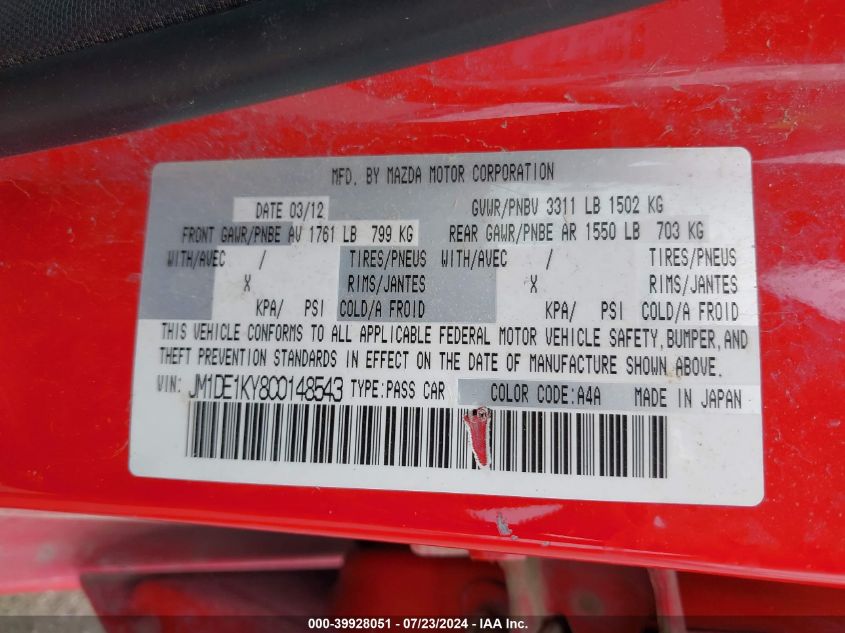 MFD. BY MAZDA MOTOR CORPORATION
DATE 03/12 GVWR/PNBV 3311 LB 1502 KG
FRONT GAWR/PNBE AV 1761 LB 799 KG REAR GAWR/PNBE AR 1550 LB 703 KG
WITH/AVEC / TIRES/PNEUS WITH/AVEC / TIRES/PNEUS
X RIMS/JANTES X RIMS/JANTES
KPA/ PSI COLD/A FROID KPA/ PSI COLD/A FROID
THIS VEHICLE CONFORMS TO ALL APPLICABLE FEDERAL MOTOR VEHICLE SAFETY,BUMPER,AND
THEFT PREVENTION STANDARDS IN EFFECT ON THE DATE OF MANUFACTURE SHOWN ABOVE.
VIN: JM1DE1KY8C0148543 TYPE:PASS CAR COLOR CODE:A4A MADE IN JAPAN
000-39928051 - 07/23/2024 - IAA Inc.